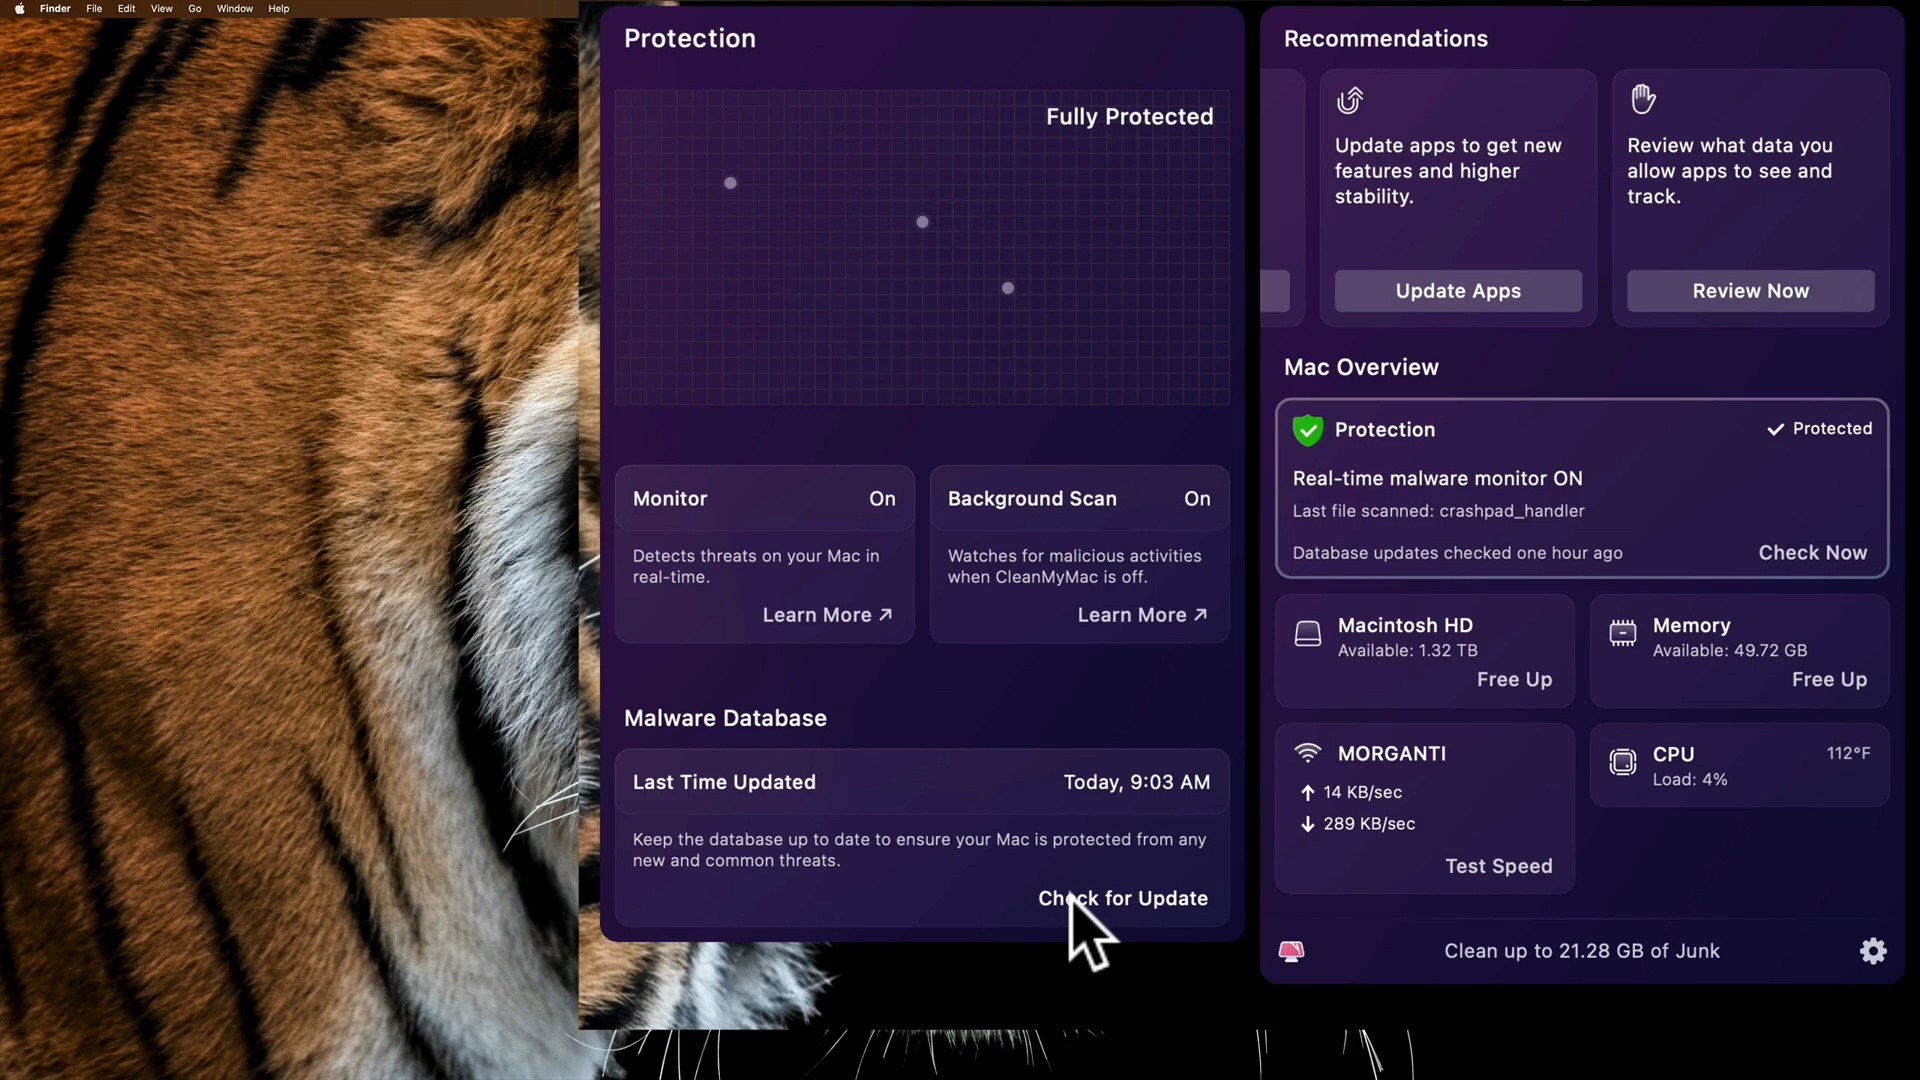 Finder File Edit View Go Window Help
Protection
Fully Protected
Monitor On
Detects threats on your Mac in
real-time.
Learn More ↗
Background Scan On
Watches for malicious activities
when CleanMyMac is off.
Learn More ↗
Malware Database
Last Time Updated Today, 9:03 AM
Keep the database up to date to ensure your Mac is protected from any
new and common threats.
Check for Update
Recommendations
Update apps to get new
features and higher
stability.
Update Apps
Review what data you
allow apps to see and
track.
Review Now
Mac Overview
Protection ✓ Protected
Real-time malware monitor ON
Last file scanned: crashpad_handler
Database updates checked one hour ago Check Now
Macintosh HD
Available: 1.32 TB
Free Up
Memory
Available: 49.72 GB
Free Up
MORGANTI
↑ 14 KB/sec
↓ 289 KB/sec
Test Speed
CPU 112°F
Load: 4%
Clean up to 21.28 GB of Junk